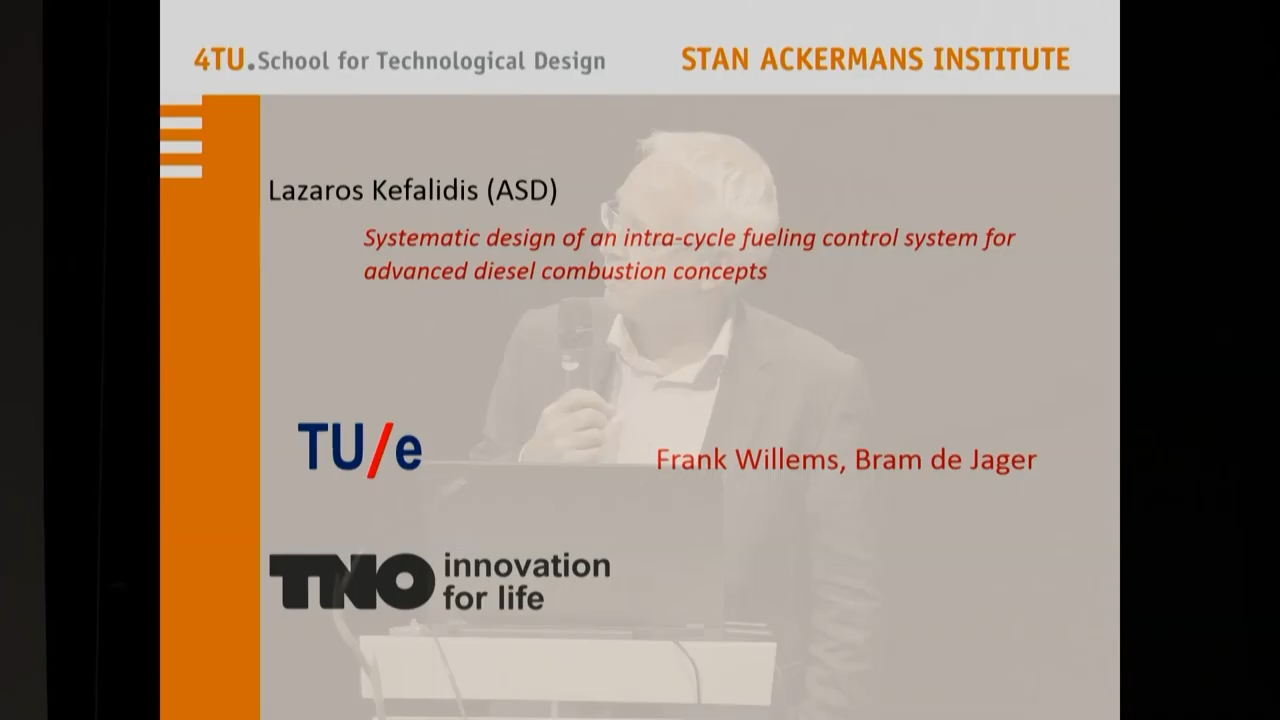 4TU.School for Technological Design
STAN ACKERMANS INSTITUTE
Lazaros Kefalidis (ASD)
Systematic design of an intra-cycle fueling control system for
advanced diesel combustion concepts
TU/e
Frank Willems, Bram de Jager
TNO innovation
for life